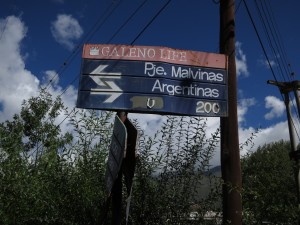 GALENO LIFE
Pje. Malvinas
Argentinas
200